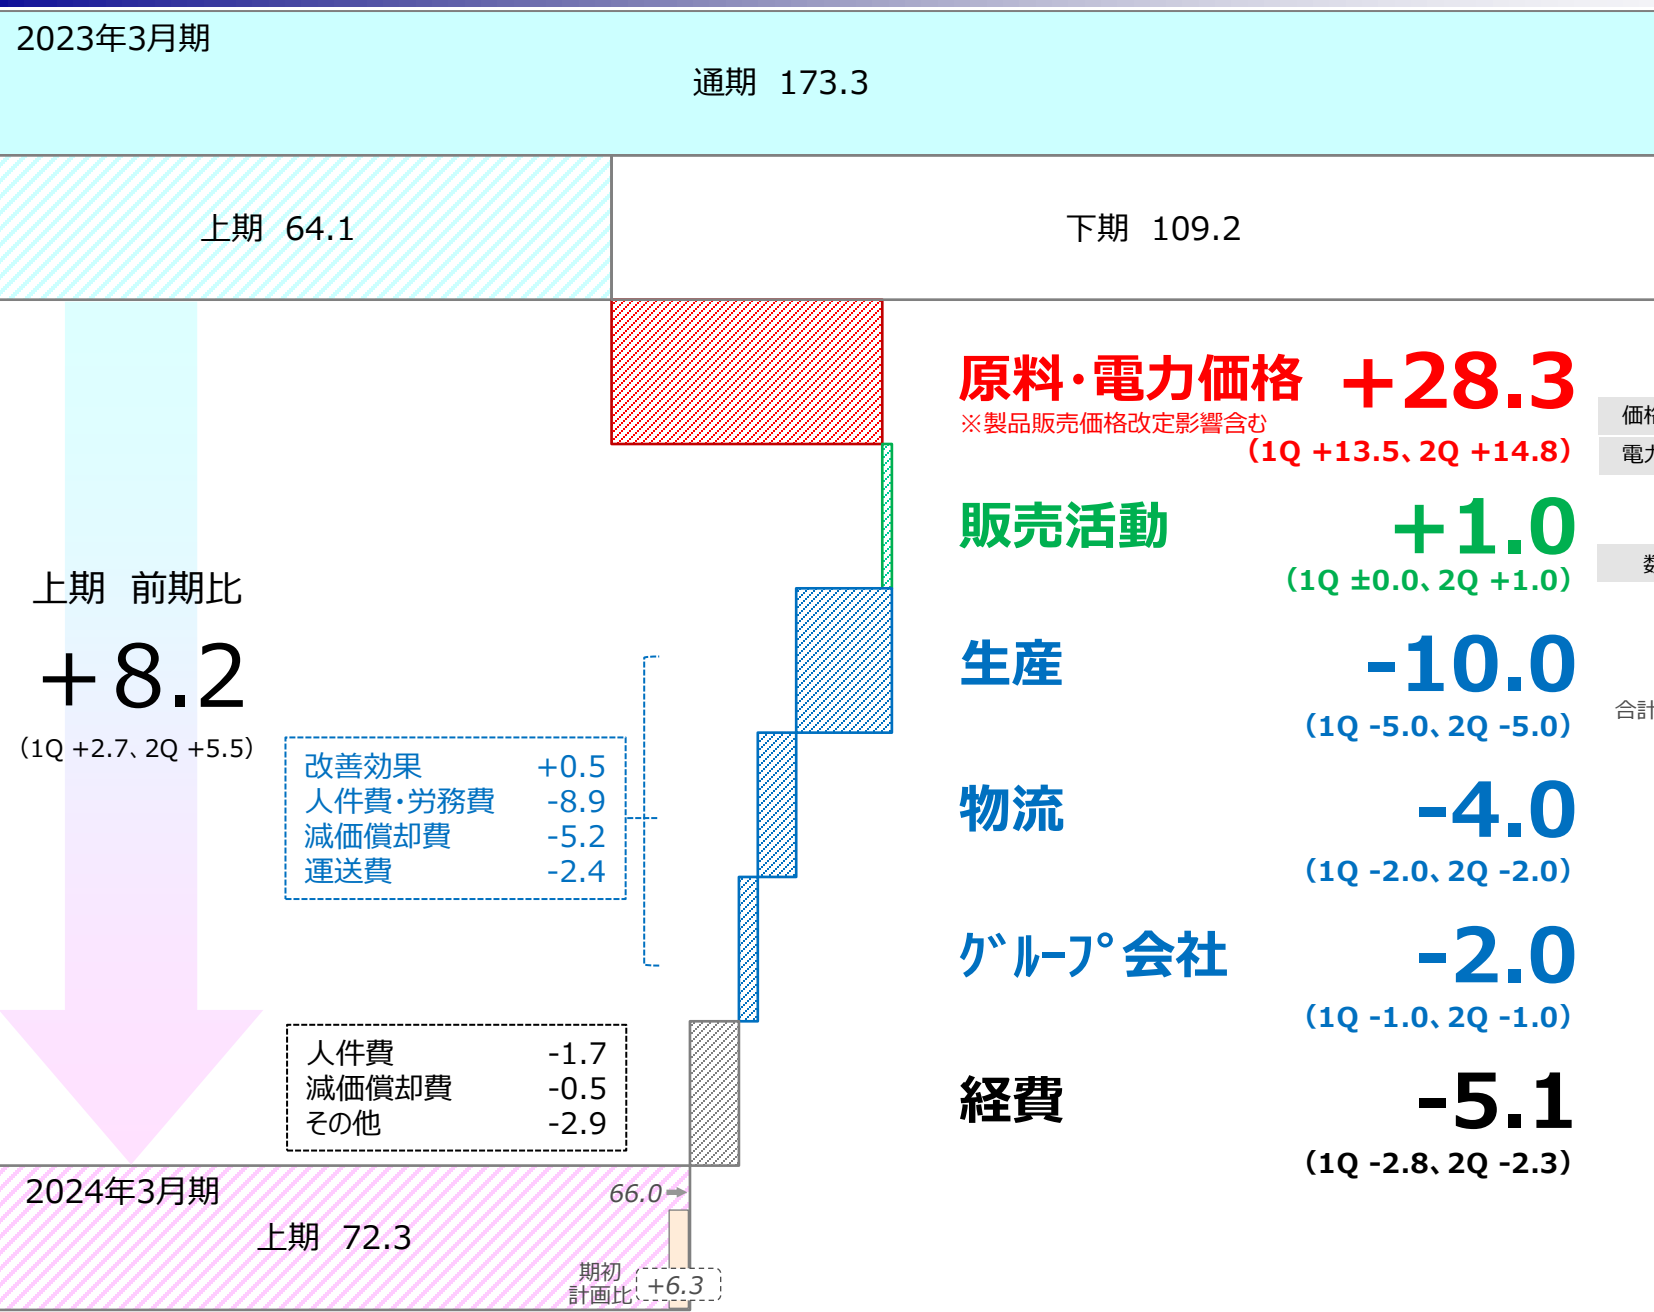 2023年3月期
通期 173.3
上期 64.1
下期 109.2
原料・電力価格 +28.3
※製品販売価格改定影響含む
(1Q +13.5、2Q +14.8)
販売活動 +1.0
(1Q ±0.0、2Q +1.0)
生産 -10.0
(1Q -5.0、2Q -5.0)
物流 -4.0
(1Q -2.0、2Q -2.0)
グループ会社 -2.0
(1Q -1.0、2Q -1.0)
経費 -5.1
(1Q -2.8、2Q -2.3)
価
電
合計
上期 前期比
+8.2
(1Q +2.7、2Q +5.5)
改善効果 +0.5
人件費・労務費 -8.9
減価償却費 -5.2
運送費 -2.4
人件費 -1.7
減価償却費 -0.5
その他 -2.9
2024年3月期
上期 72.3
66.0
期初
計画比 +6.3